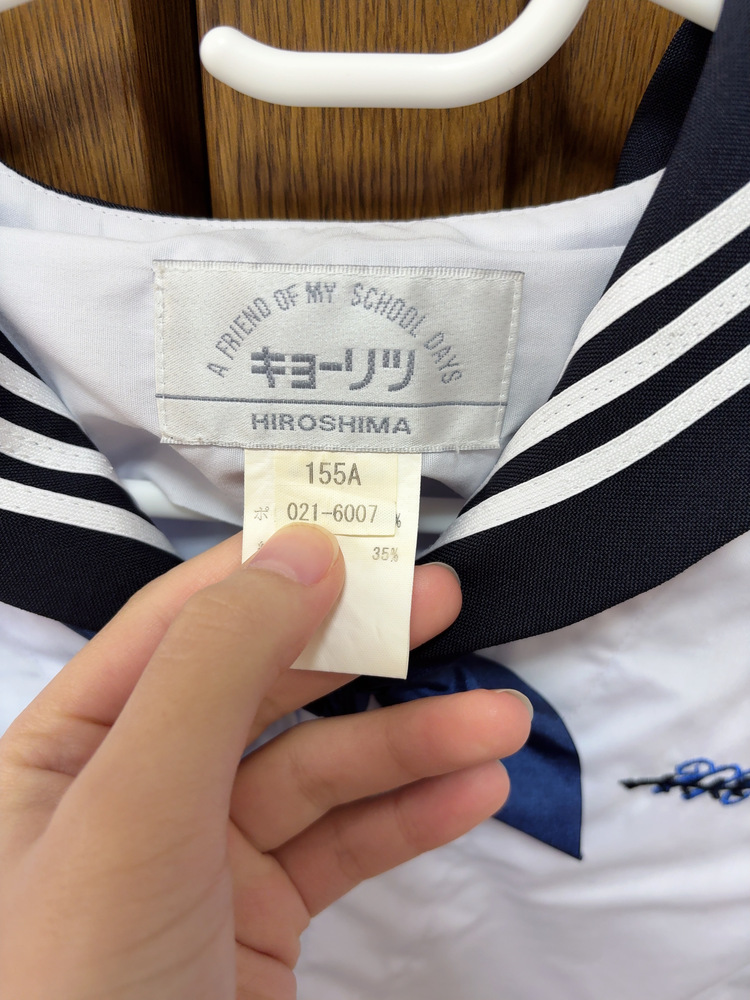 A FRIEND OF MY SCHOOL DAYS
キョーリツ
HIROSHIMA
155A
021-6007
ポ %
35%